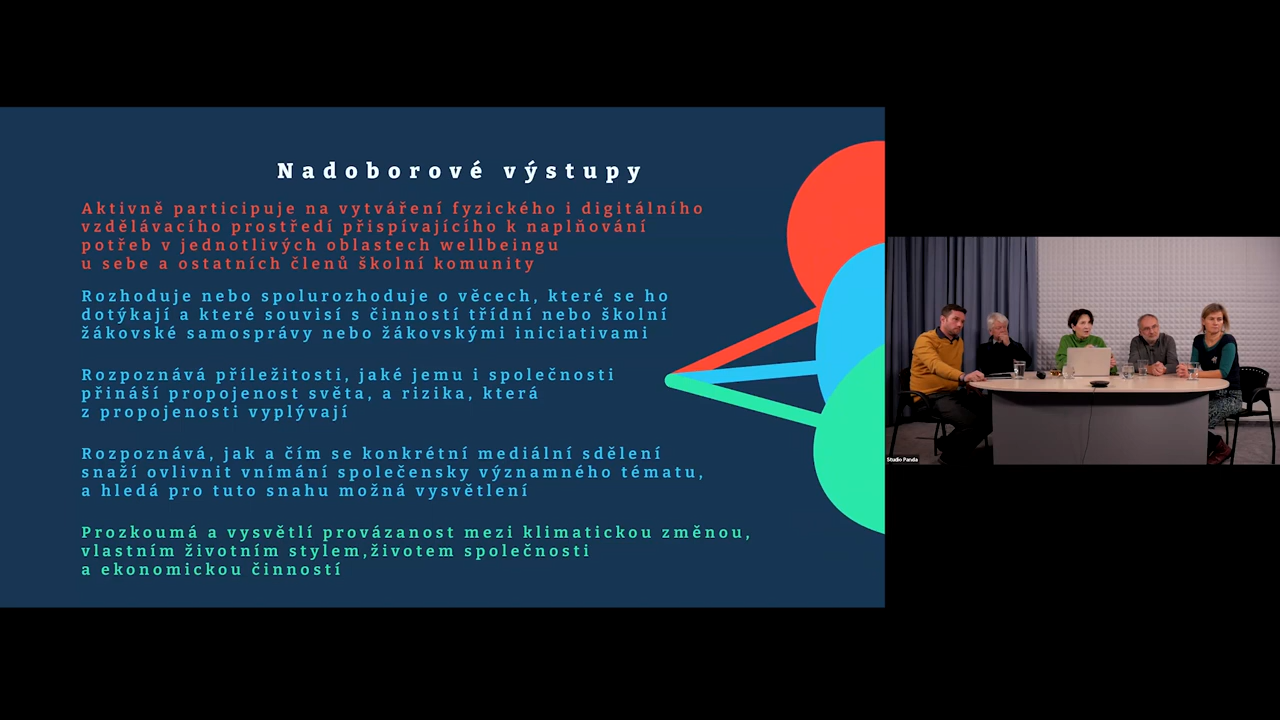 Nadoborové výstupy
Aktivně participuje na vytváření fyzického i digitálního
vzdělávacího prostředí přispívajícího k naplňování
potřeb v jednotlivých oblastech wellbeingu
u sebe a ostatních členů školní komunity
Rozhoduje nebo spolurozhoduje o věcech, které se ho
dotýkají a které souvisí s činností třídní nebo školní
žákovské samosprávy nebo žákovskými iniciativami
Rozpoznává příležitosti, jaké jemu i společnosti
přináší propojenost světa, a rizika, která
z propojenosti vyplývají
Rozpoznává, jak a čím se konkrétní mediální sdělení
snaží ovlivnit vnímání společensky významného tématu,
a hledá pro tuto snahu možná vysvětlení
Prozkoumá a vysvětlí provázanost mezi klimatickou změnou,
vlastním životním stylem,životem společnosti
a ekonomickou činností
Studio Panda